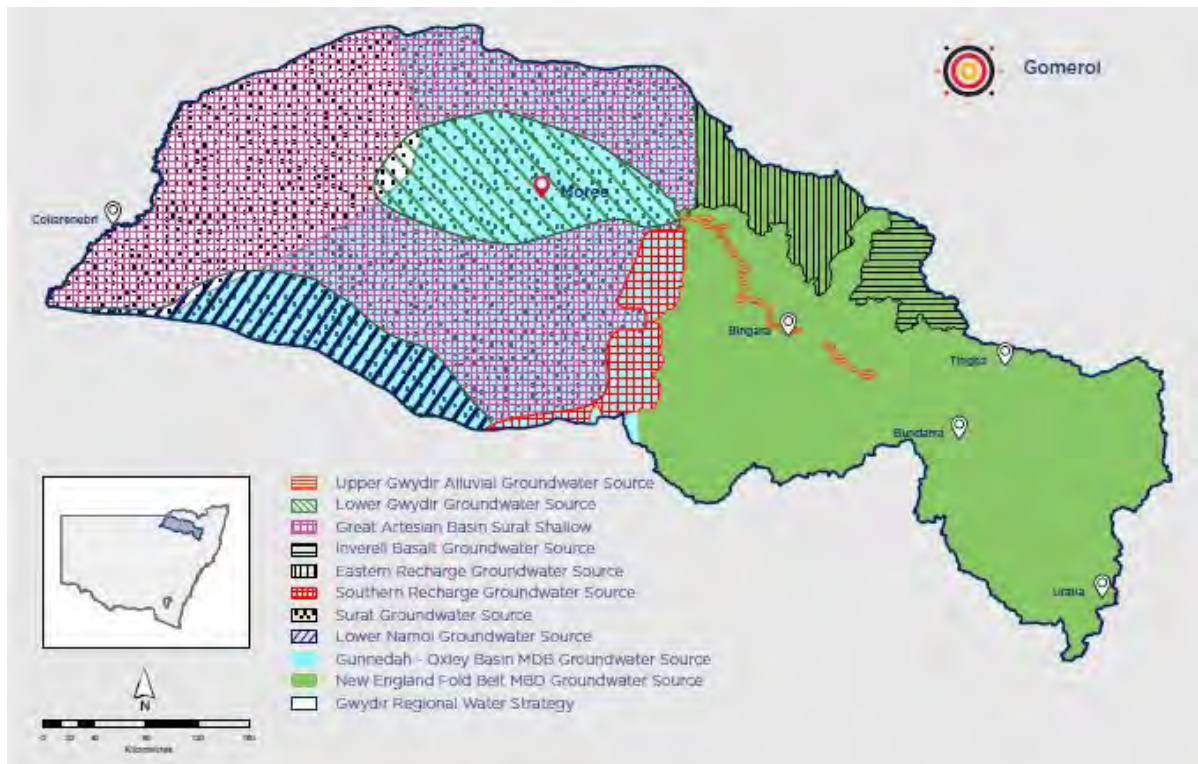 Gomeroi
Moree
Collarenebri
Bingara
Tingha
Bundarra
Uralla
Upper Gwydir Alluvial Groundwater Source
Lower Gwydir Groundwater Source
Great Artesian Basin Surat Shallow
Inverell Basalt Groundwater Source
Eastern Recharge Groundwater Source
Southern Recharge Groundwater Source
Surat Groundwater Source
Lower Namoi Groundwater Source
Gunnedah - Oxley Basin MDB Groundwater Source
New England Fold Belt MBD Groundwater Source
Gwydir Regional Water Strategy
N
Kilometres